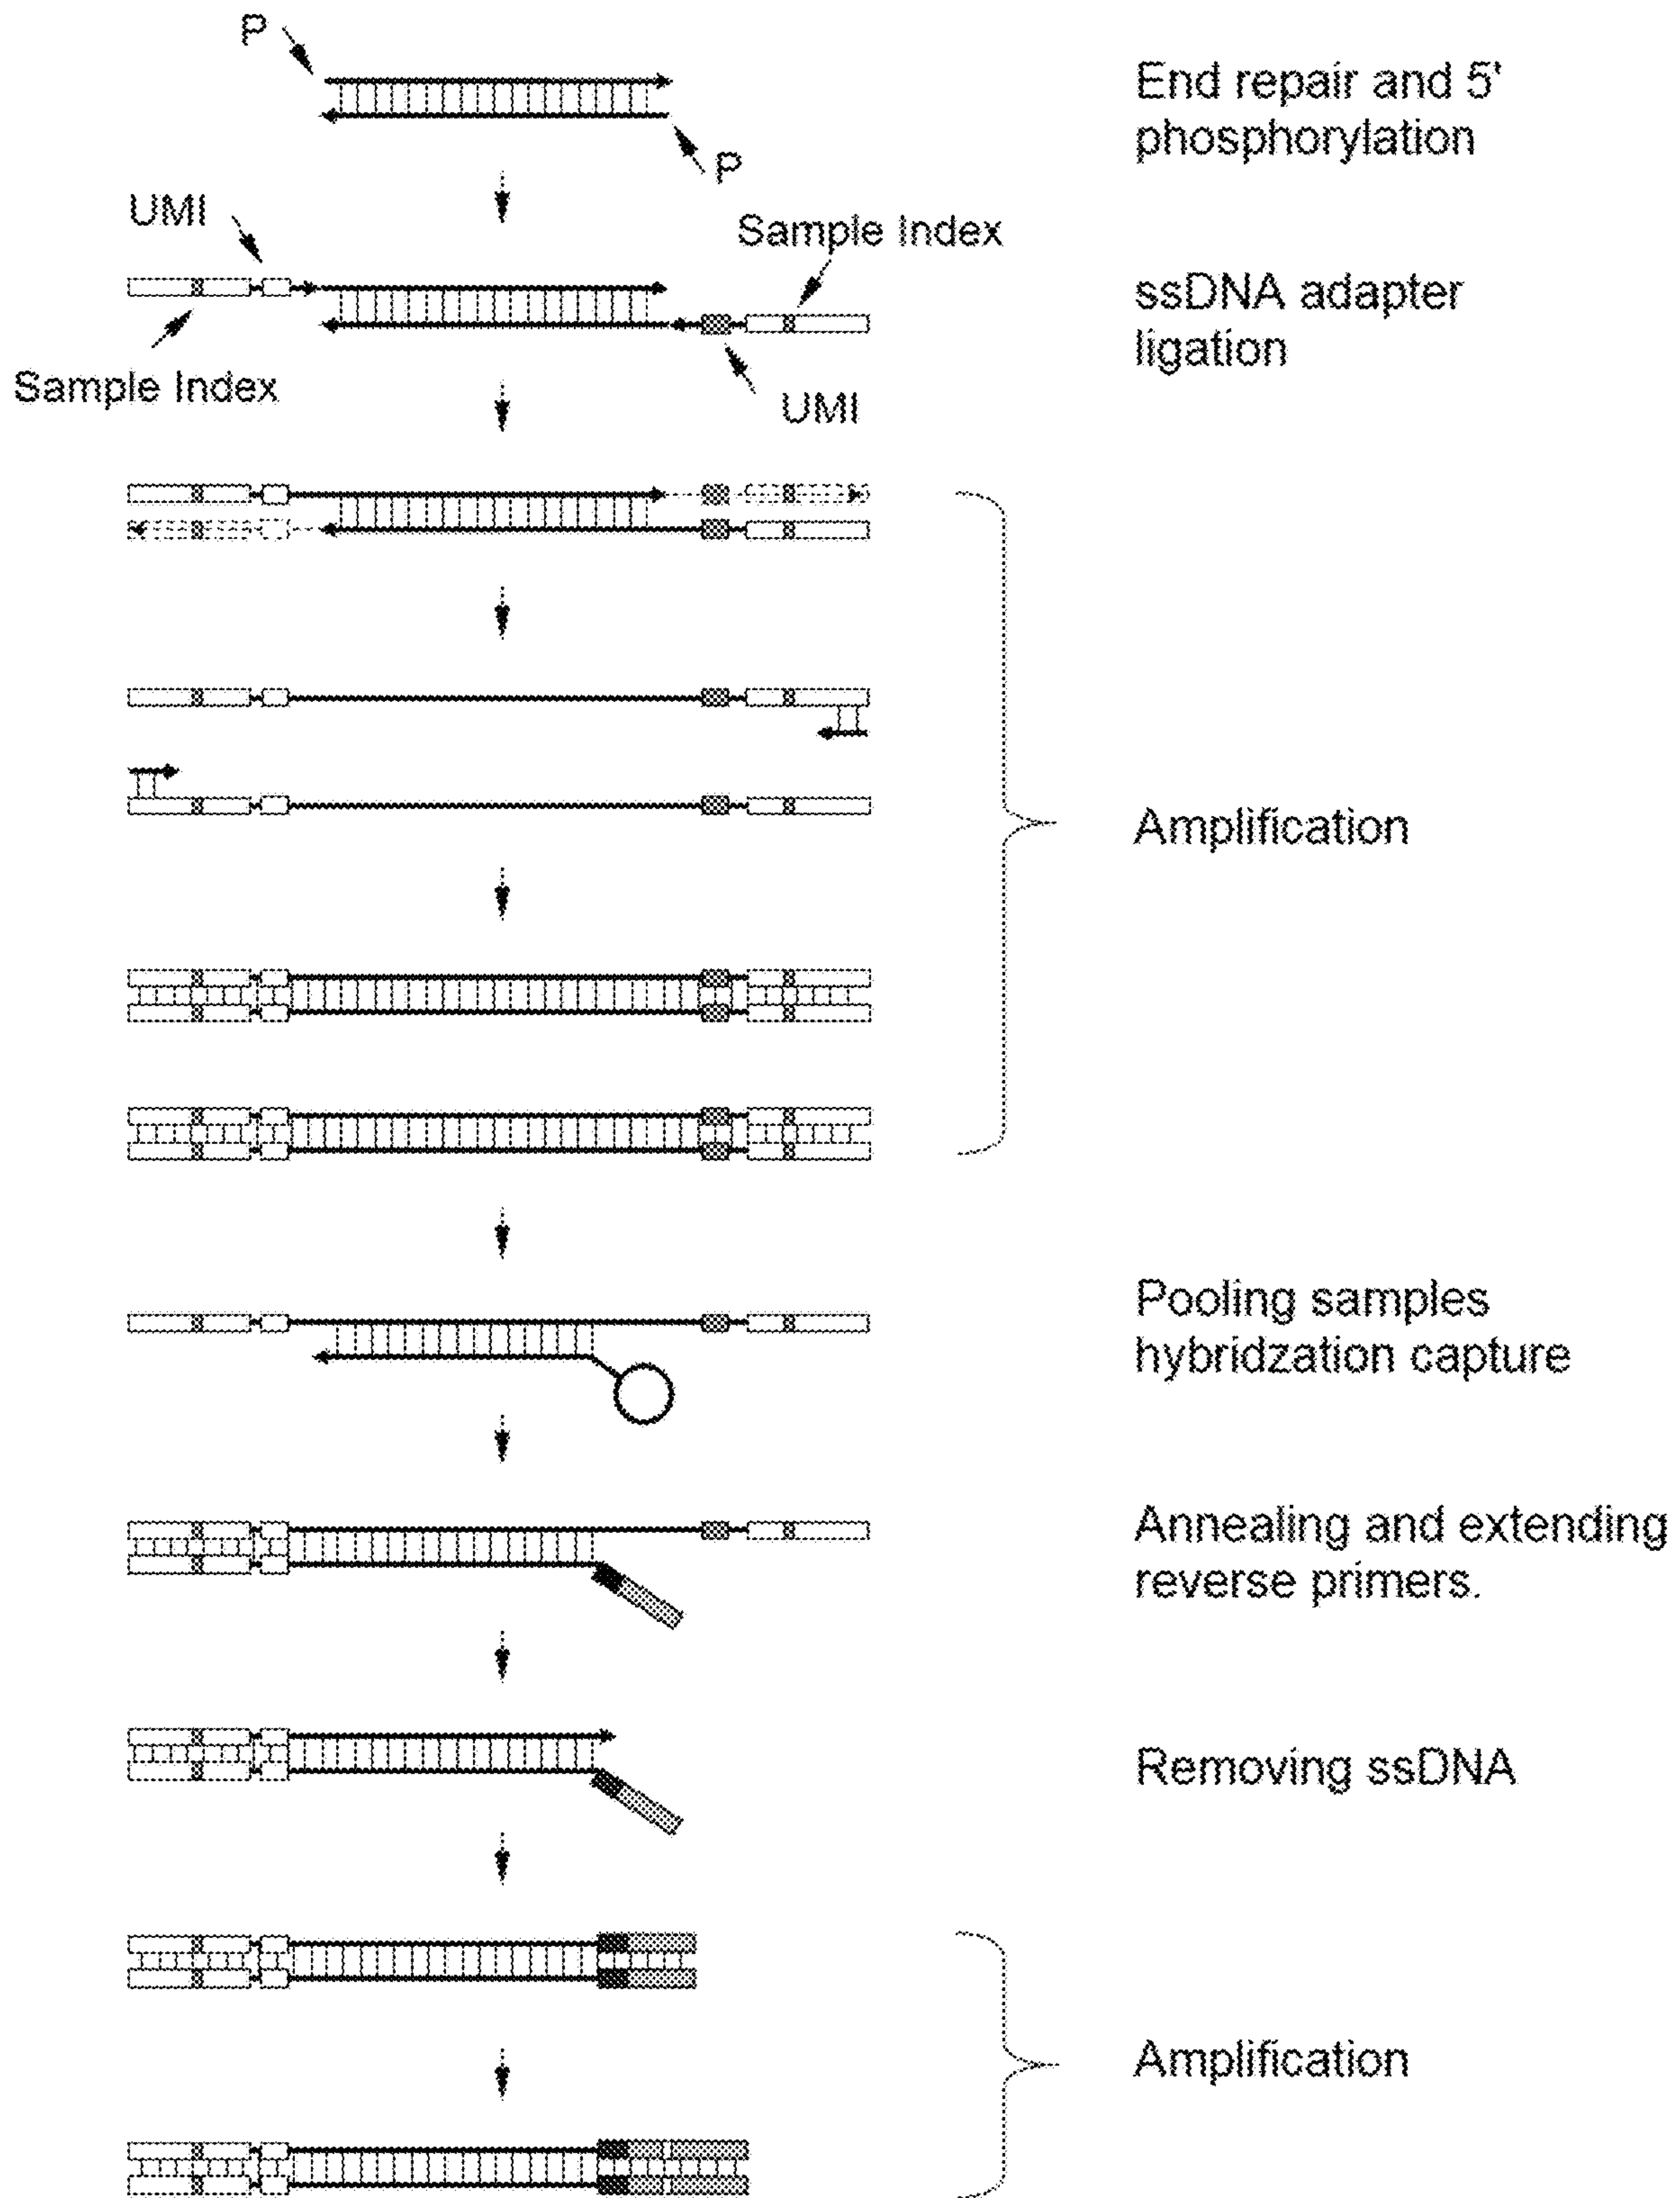 P
End repair and 5'
phosphorylation
P
UMI
Sample Index
ssDNA adapter
ligation
Sample Index
UMI
Amplification
Pooling samples
hybridzation capture
Annealing and extending
reverse primers.
Removing ssDNA
Amplification